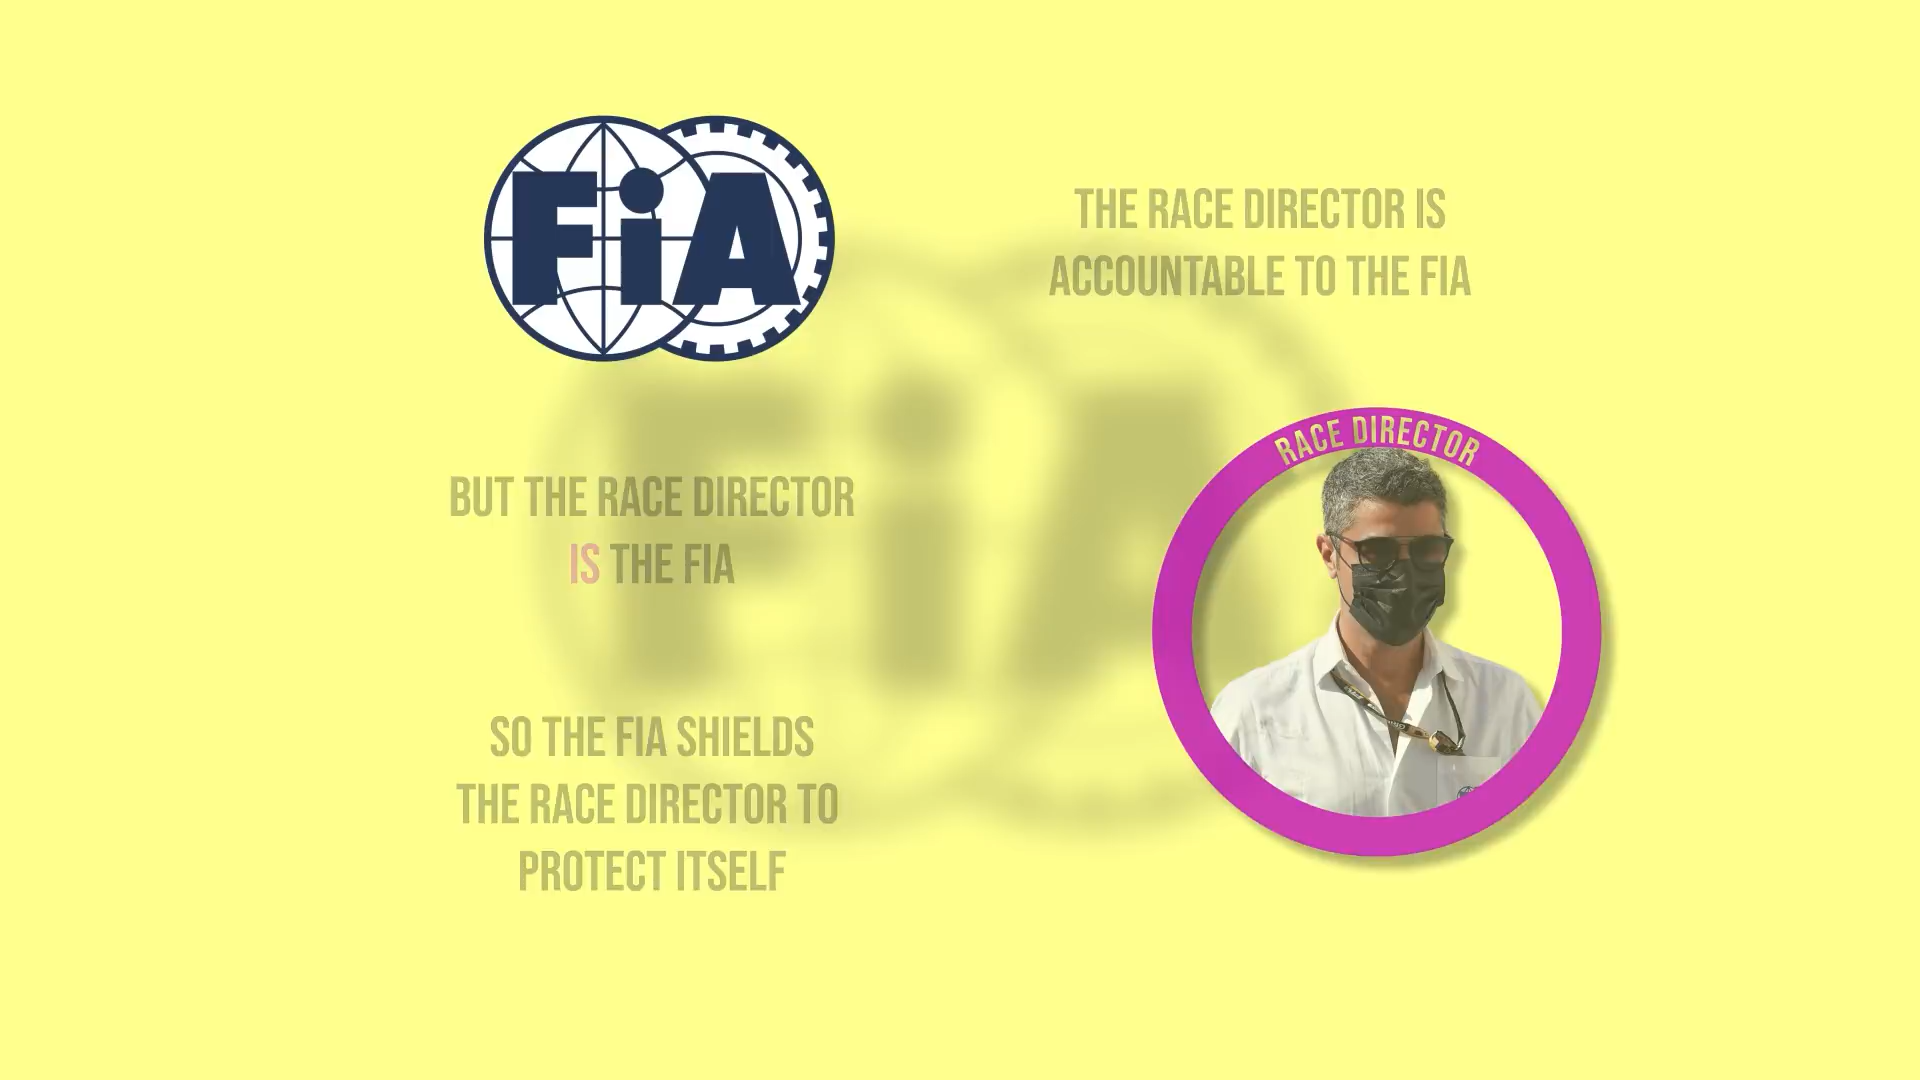 FiA
THE RACE DIRECTOR IS
ACCOUNTABLE TO THE FIA
RACE DIRECTOR
BUT THE RACE DIRECTOR
IS THE FIA
SO THE FIA SHIELDS
THE RACE DIRECTOR TO
PROTECT ITSELF
FiA